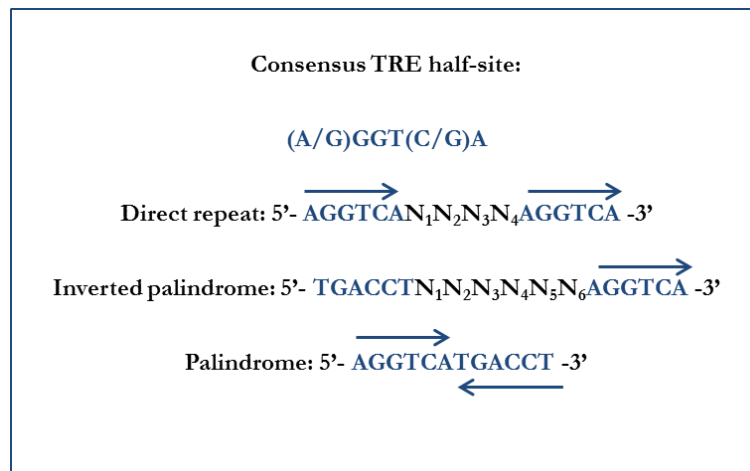 Consensus TRE half-site:
(A/G)GGT(C/G)A
Direct repeat: 5’- AGGTCAN₁N₂N₃N₄AGGTCA -3’
Inverted palindrome: 5’- TGACCTN₁N₂N₃N₄N₅N₆AGGTCA -3’
Palindrome: 5’- AGGTCATGACCT -3’